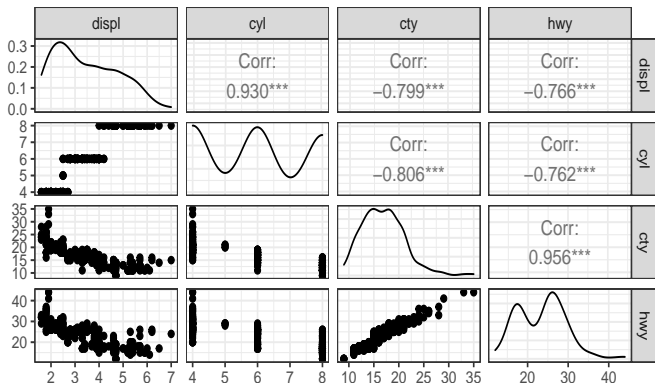 displ cyl cty hwy
0.3
0.2
0.1
0.0
Corr:
0.930***
Corr:
−0.799***
Corr:
−0.766***
displ
8
7
6
5
4
Corr:
−0.806***
Corr:
−0.762***
cyl
35
30
25
20
15
10
Corr:
0.956***
cty
40
30
20
hwy
2 3 4 5 6 7 4 5 6 7 8 10 15 20 25 30 35 20 30 40